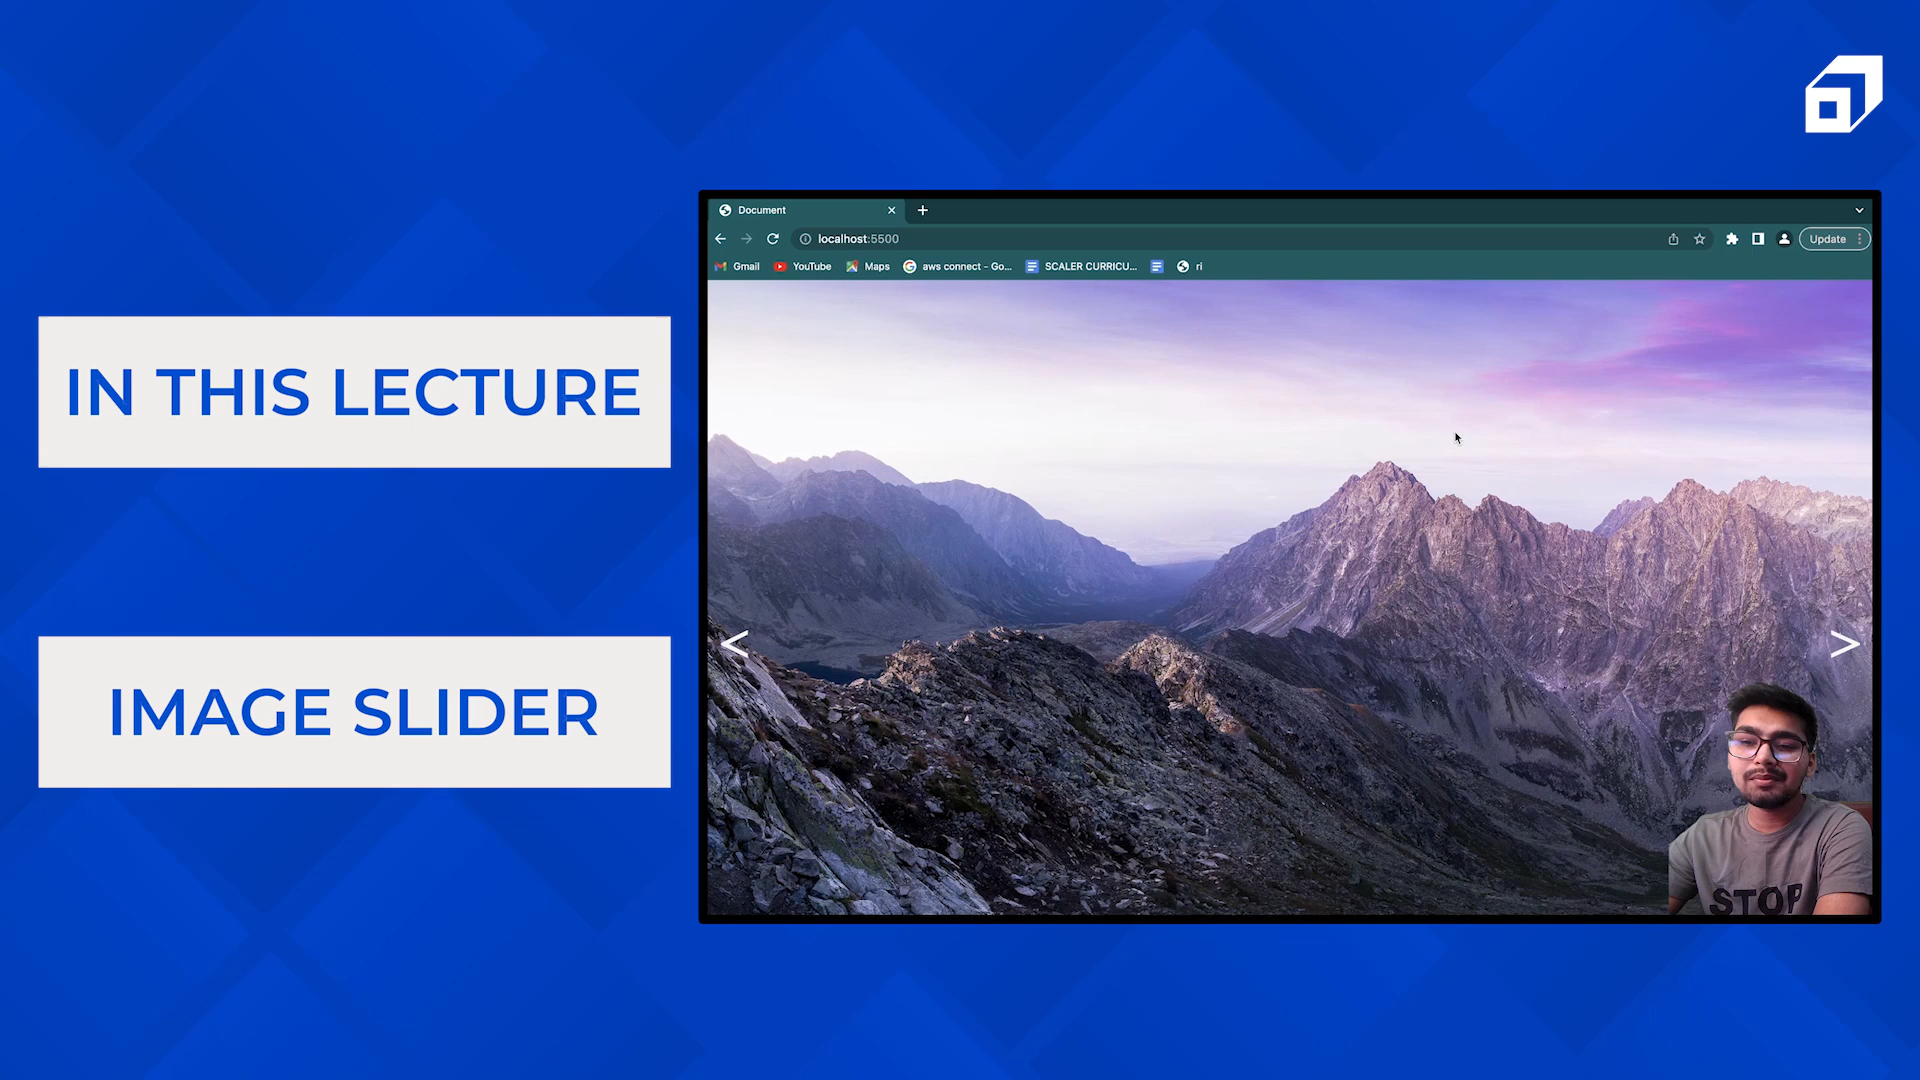 IN THIS LECTURE
IMAGE SLIDER
Document
localhost:5500
Update
Gmail YouTube Maps aws connect - Go... SCALER CURRICU... ri
< >
STOP